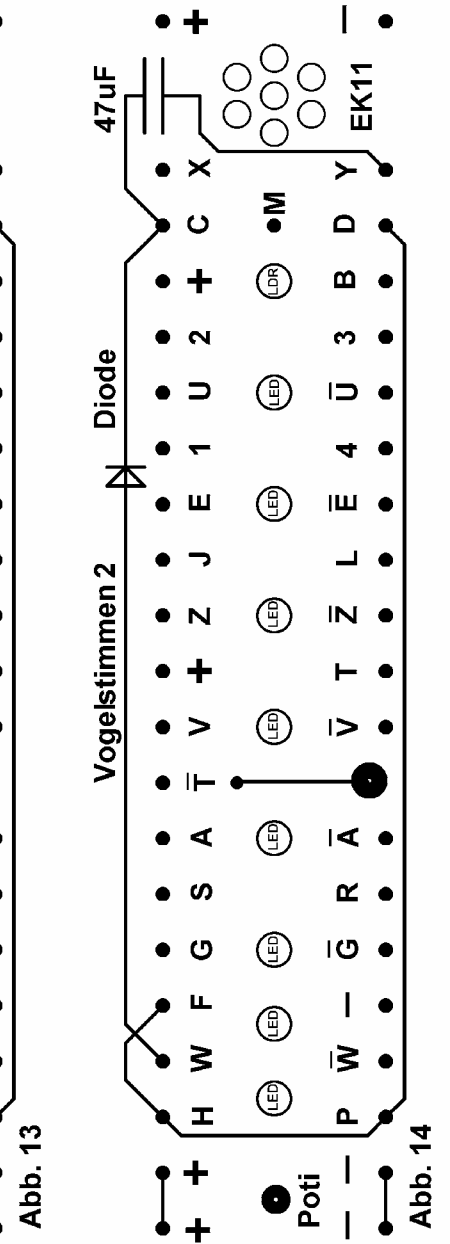 Abb. 13
Vogelstimmen 2 Diode 47uF
+ + H W F G S A T̅ V + Z J E 1 U 2 + C X +
LED LED LED LED LED LED LED LED LDR M
Poti
− − P W̅ − G̅ R A̅ V̅ T Z̅ L E̅ 4 U̅ 3 B D Y −
EK11
Abb. 14